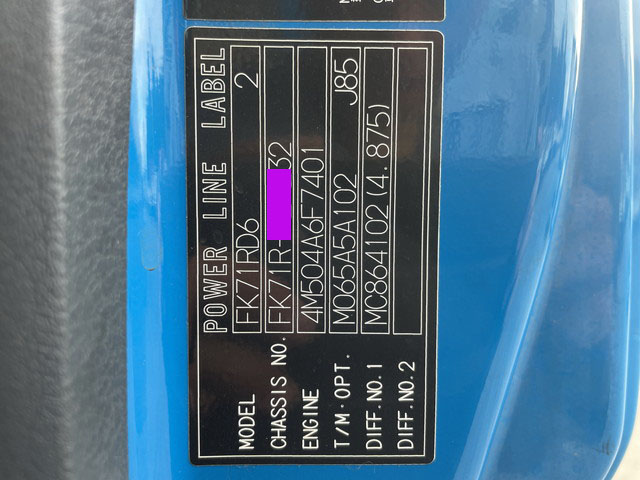 POWER LINE LABEL
MODEL FK71RD6 2
CHASSIS NO. FK71R- 32
ENGINE 4M504A6F7401
T/M·OPT. M065A5A102 J85
DIFF.NO.1 MC864102(4.875)
DIFF.NO.2